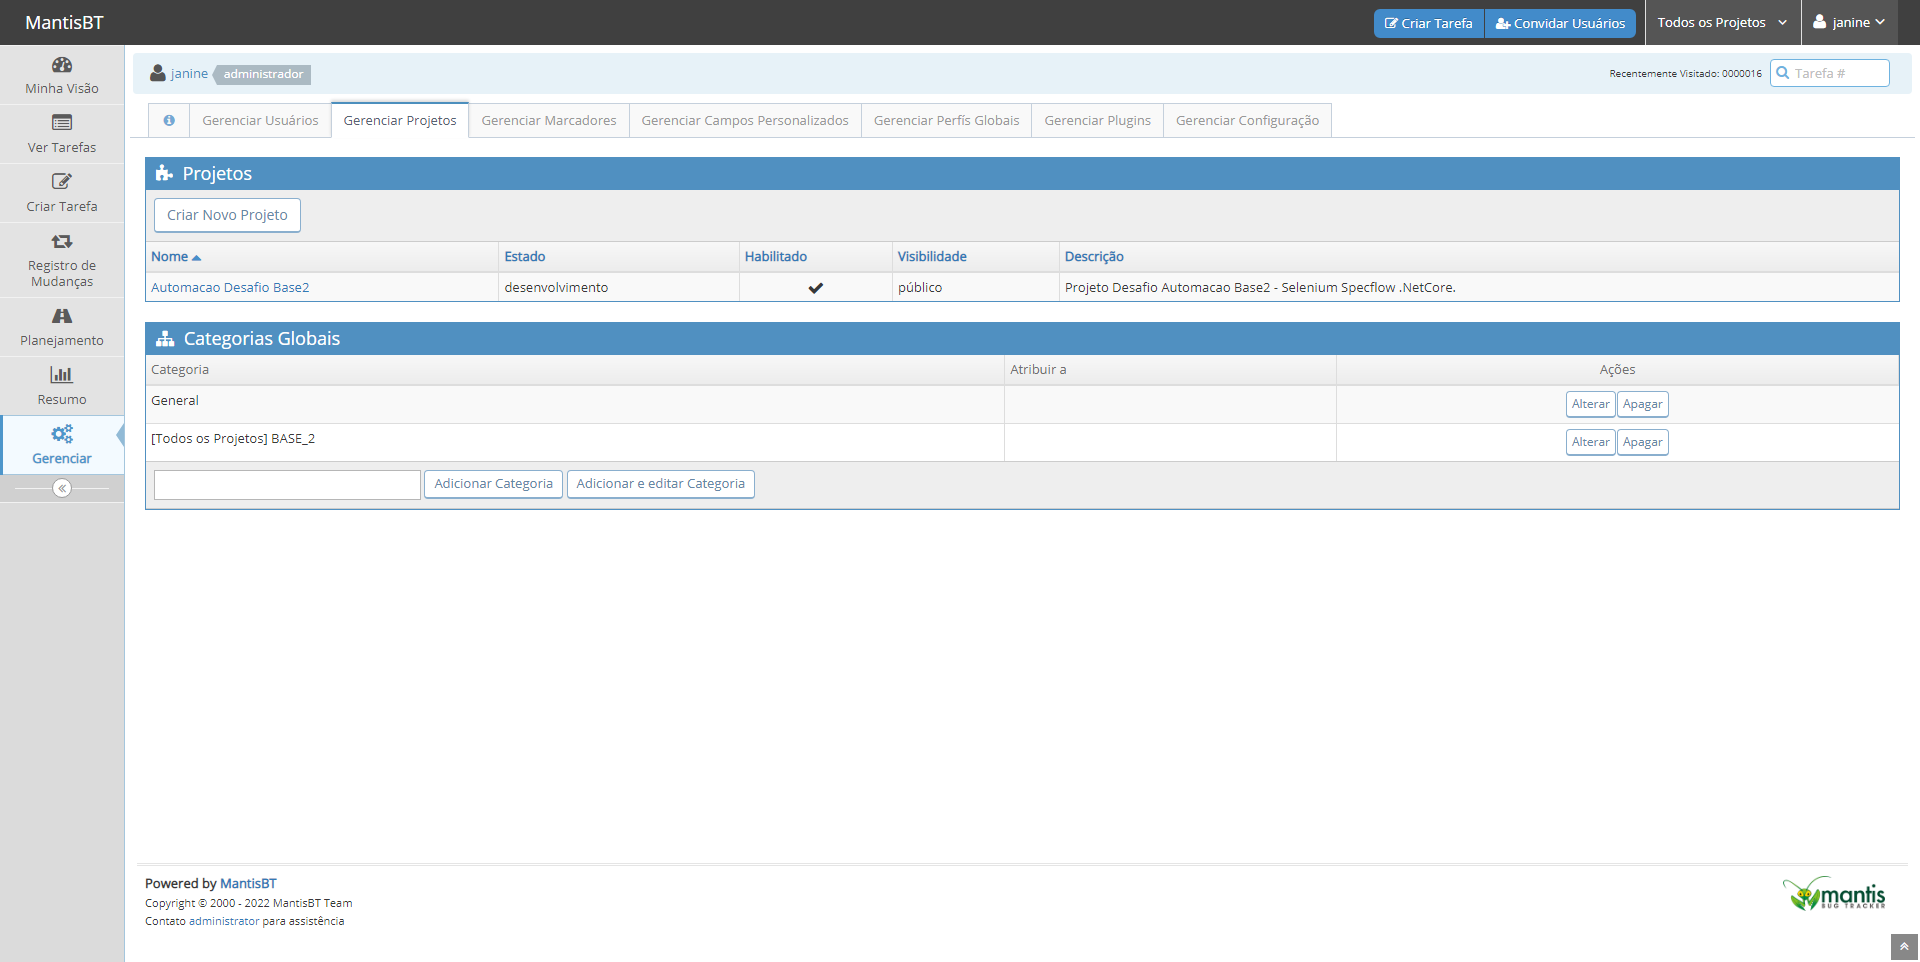 MantisBT
Criar Tarefa
Convidar Usuários
Todos os Projetos
janine
Minha Visão
Ver Tarefas
Criar Tarefa
Registro de
Mudanças
Planejamento
Resumo
Gerenciar
janine
administrador
Recentemente Visitado: 0000016
Tarefa #
Gerenciar Usuários
Gerenciar Projetos
Gerenciar Marcadores
Gerenciar Campos Personalizados
Gerenciar Perfís Globais
Gerenciar Plugins
Gerenciar Configuração
Projetos
Criar Novo Projeto
Nome Estado Habilitado Visibilidade Descrição
Automacao Desafio Base2 desenvolvimento público Projeto Desafio Automacao Base2 - Selenium Specflow .NetCore.
Categorias Globais
Categoria Atribuir a Ações
General Alterar Apagar
[Todos os Projetos] BASE_2 Alterar Apagar
Adicionar Categoria Adicionar e editar Categoria
Powered by MantisBT
Copyright © 2000 - 2022 MantisBT Team
Contato administrator para assistência
mantis
BUG TRACKER